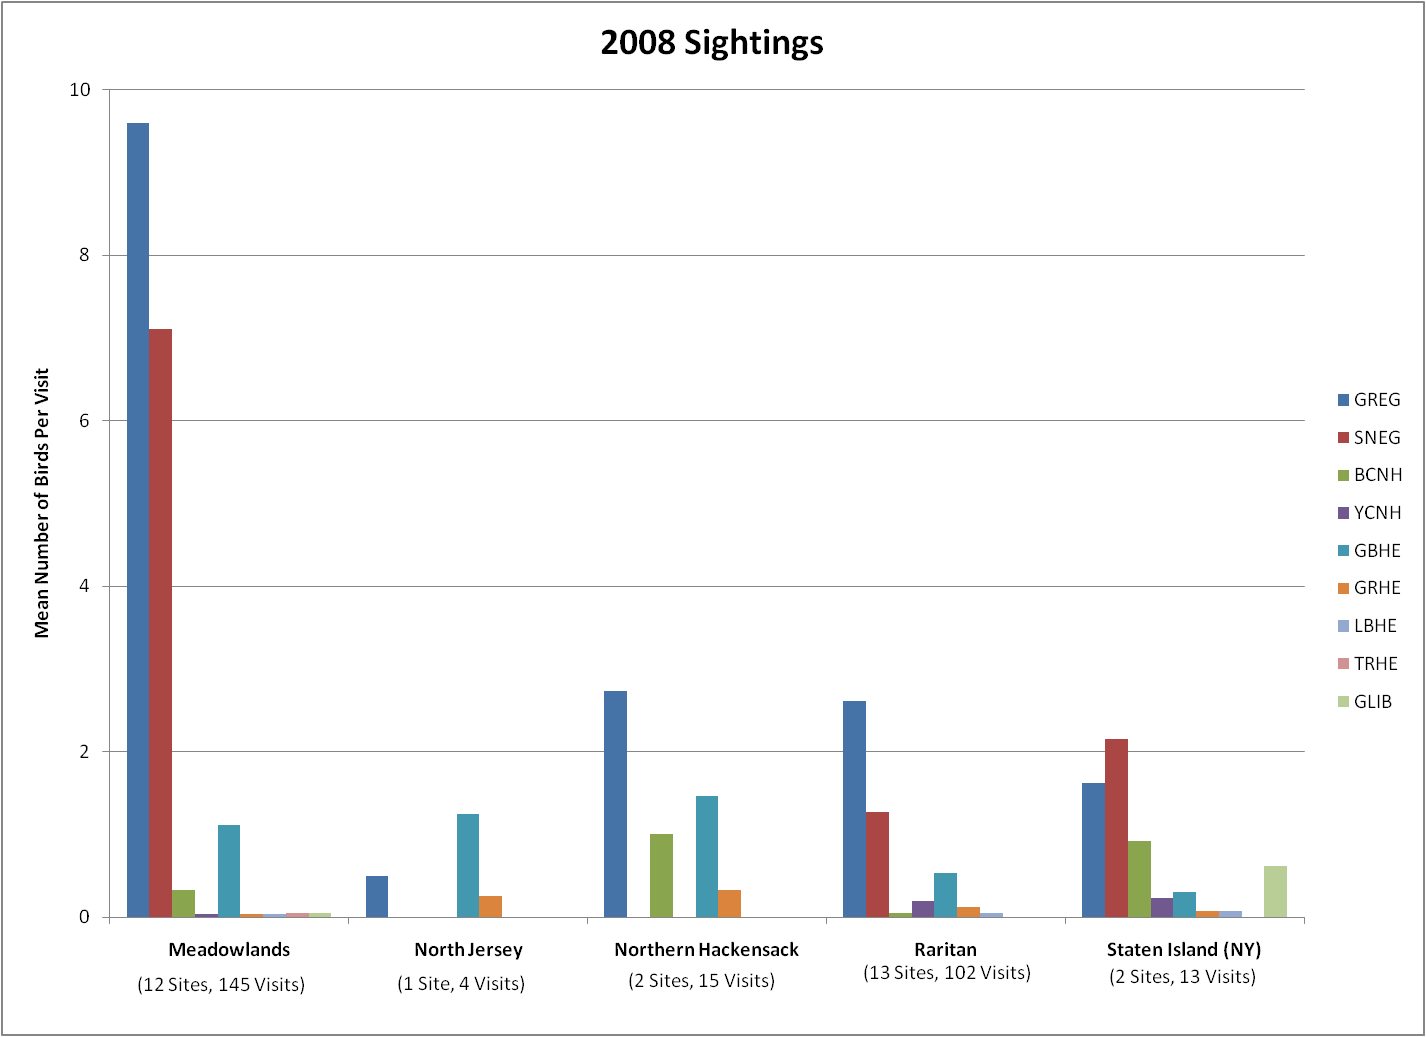 2008 Sightings
10
8
6
4
2
0
Mean Number of Birds Per Visit
Meadowlands
(12 Sites, 145 Visits)
North Jersey
(1 Site, 4 Visits)
Northern Hackensack
(2 Sites, 15 Visits)
Raritan
(13 Sites, 102 Visits)
Staten Island (NY)
(2 Sites, 13 Visits)
GREG
SNEG
BCNH
YCNH
GBHE
GRHE
LBHE
TRHE
GLIB